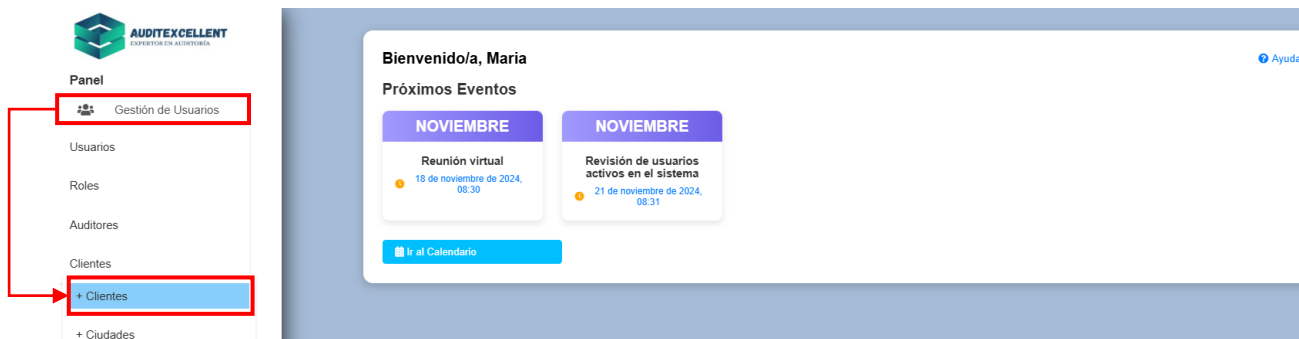 AUDITEXCELLENT
EXPERTOS EN AUDITORÍA
Panel
Gestión de Usuarios
Usuarios
Roles
Auditores
Clientes
+ Clientes
+ Ciudades
Bienvenido/a, Maria
Ayuda
Próximos Eventos
NOVIEMBRE
Reunión virtual
18 de noviembre de 2024,
08:30
NOVIEMBRE
Revisión de usuarios
activos en el sistema
21 de noviembre de 2024,
08:31
Ir al Calendario